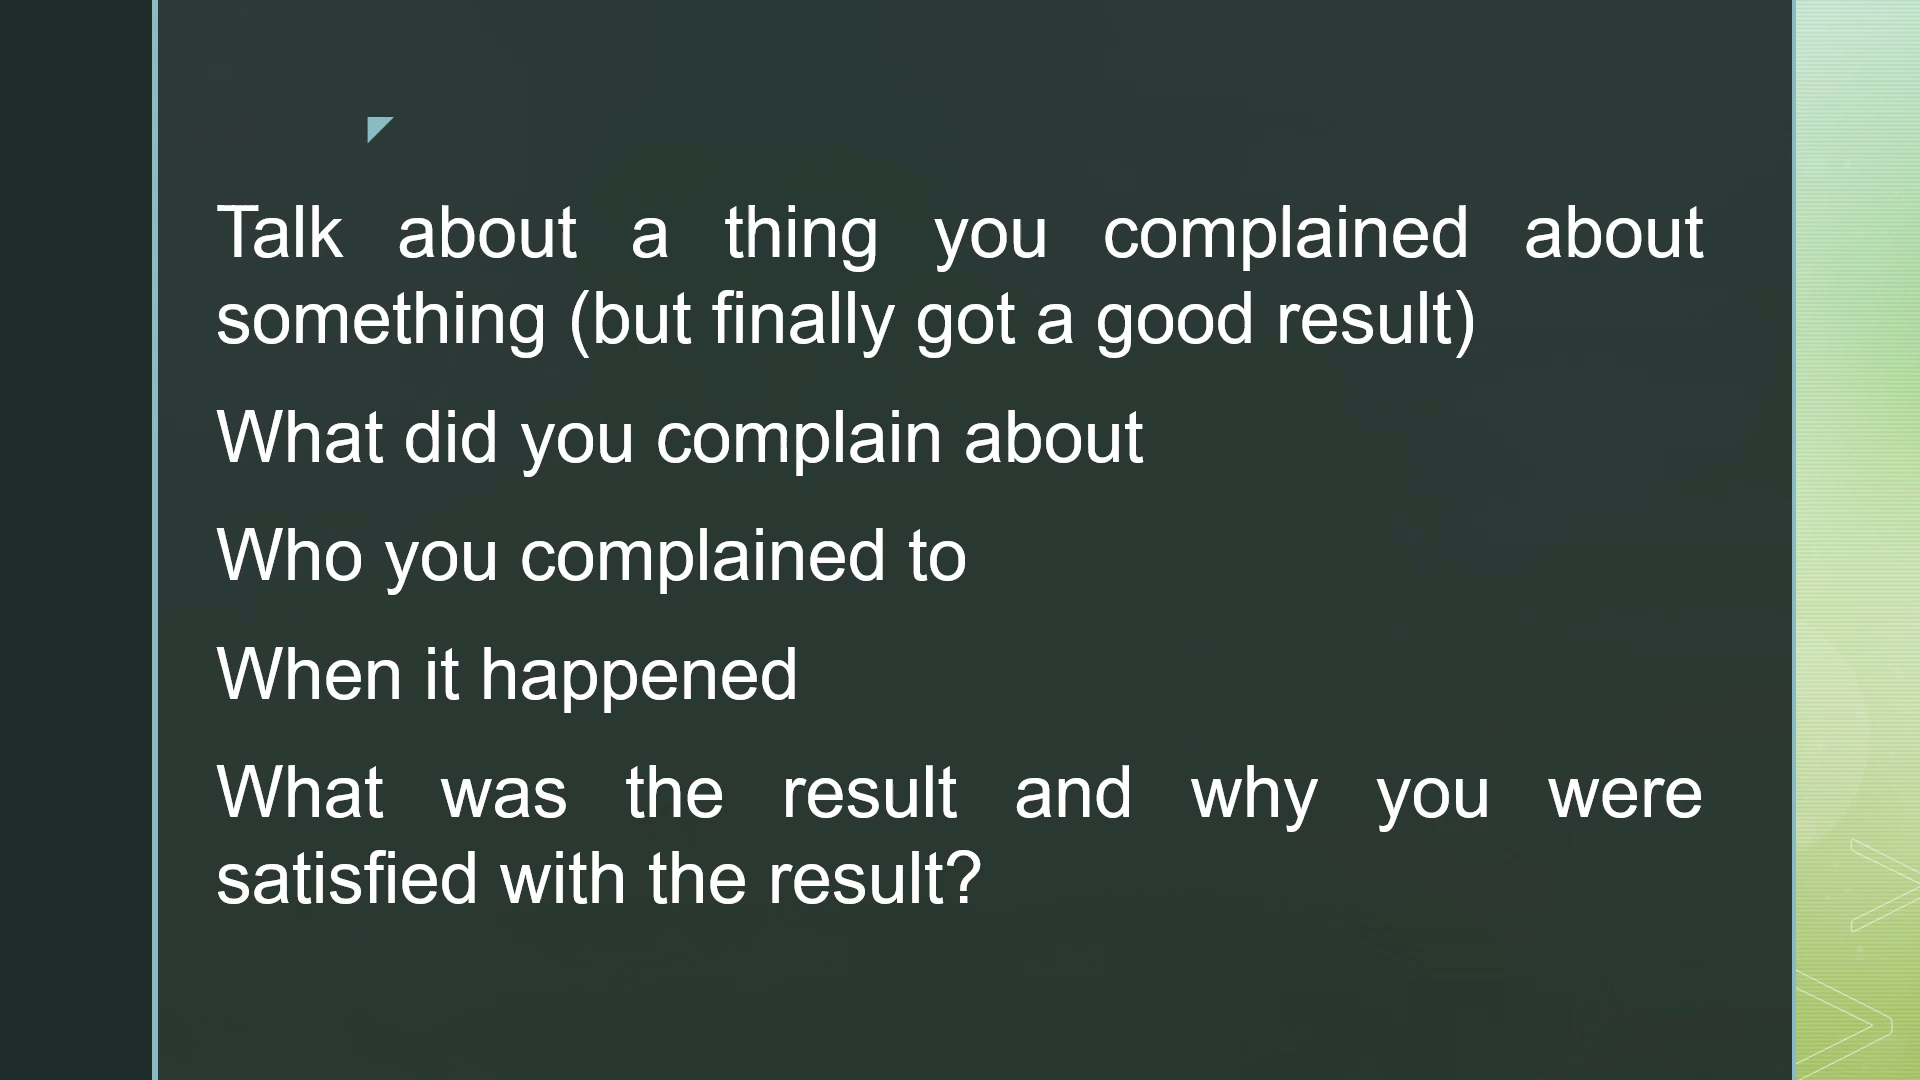 Talk about a thing you complained about
something (but finally got a good result)
What did you complain about
Who you complained to
When it happened
What was the result and why you were
satisfied with the result?